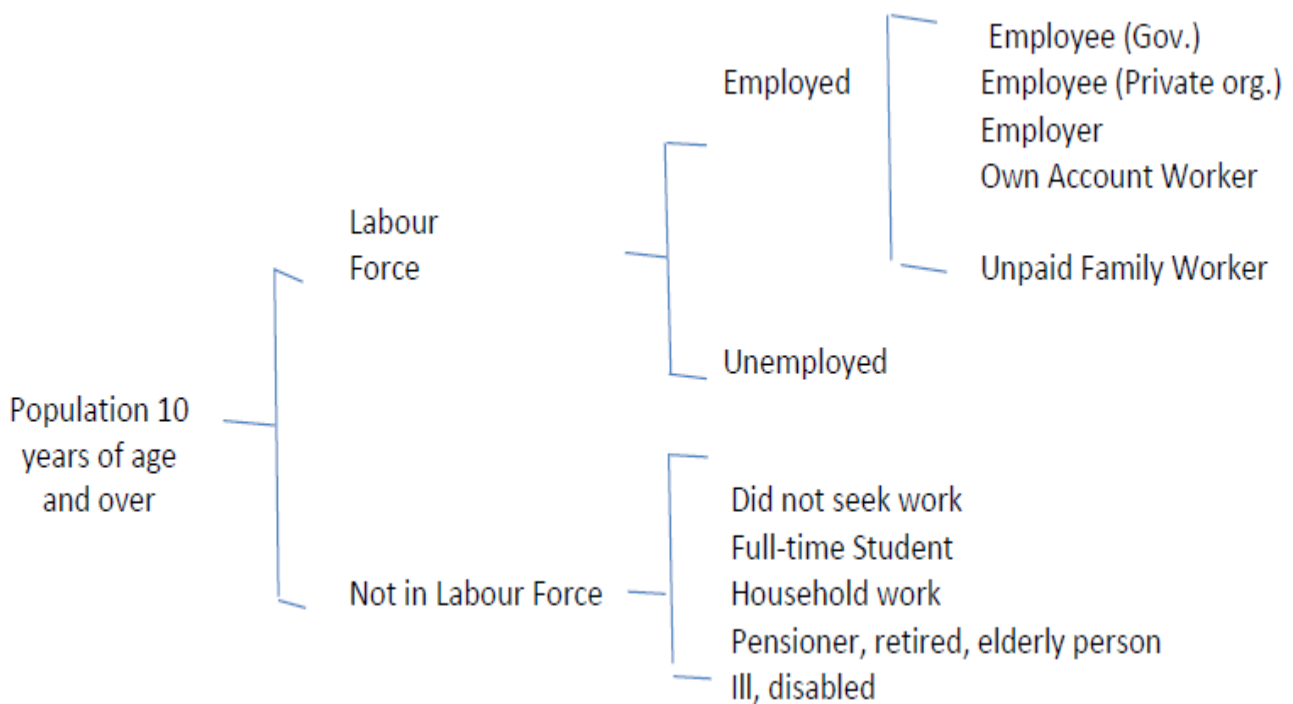 Population 10
years of age
and over
Labour
Force
Not in Labour Force
Employed
Unemployed
Employee (Gov.)
Employee (Private org.)
Employer
Own Account Worker
Unpaid Family Worker
Did not seek work
Full-time Student
Household work
Pensioner, retired, elderly person
Ill, disabled